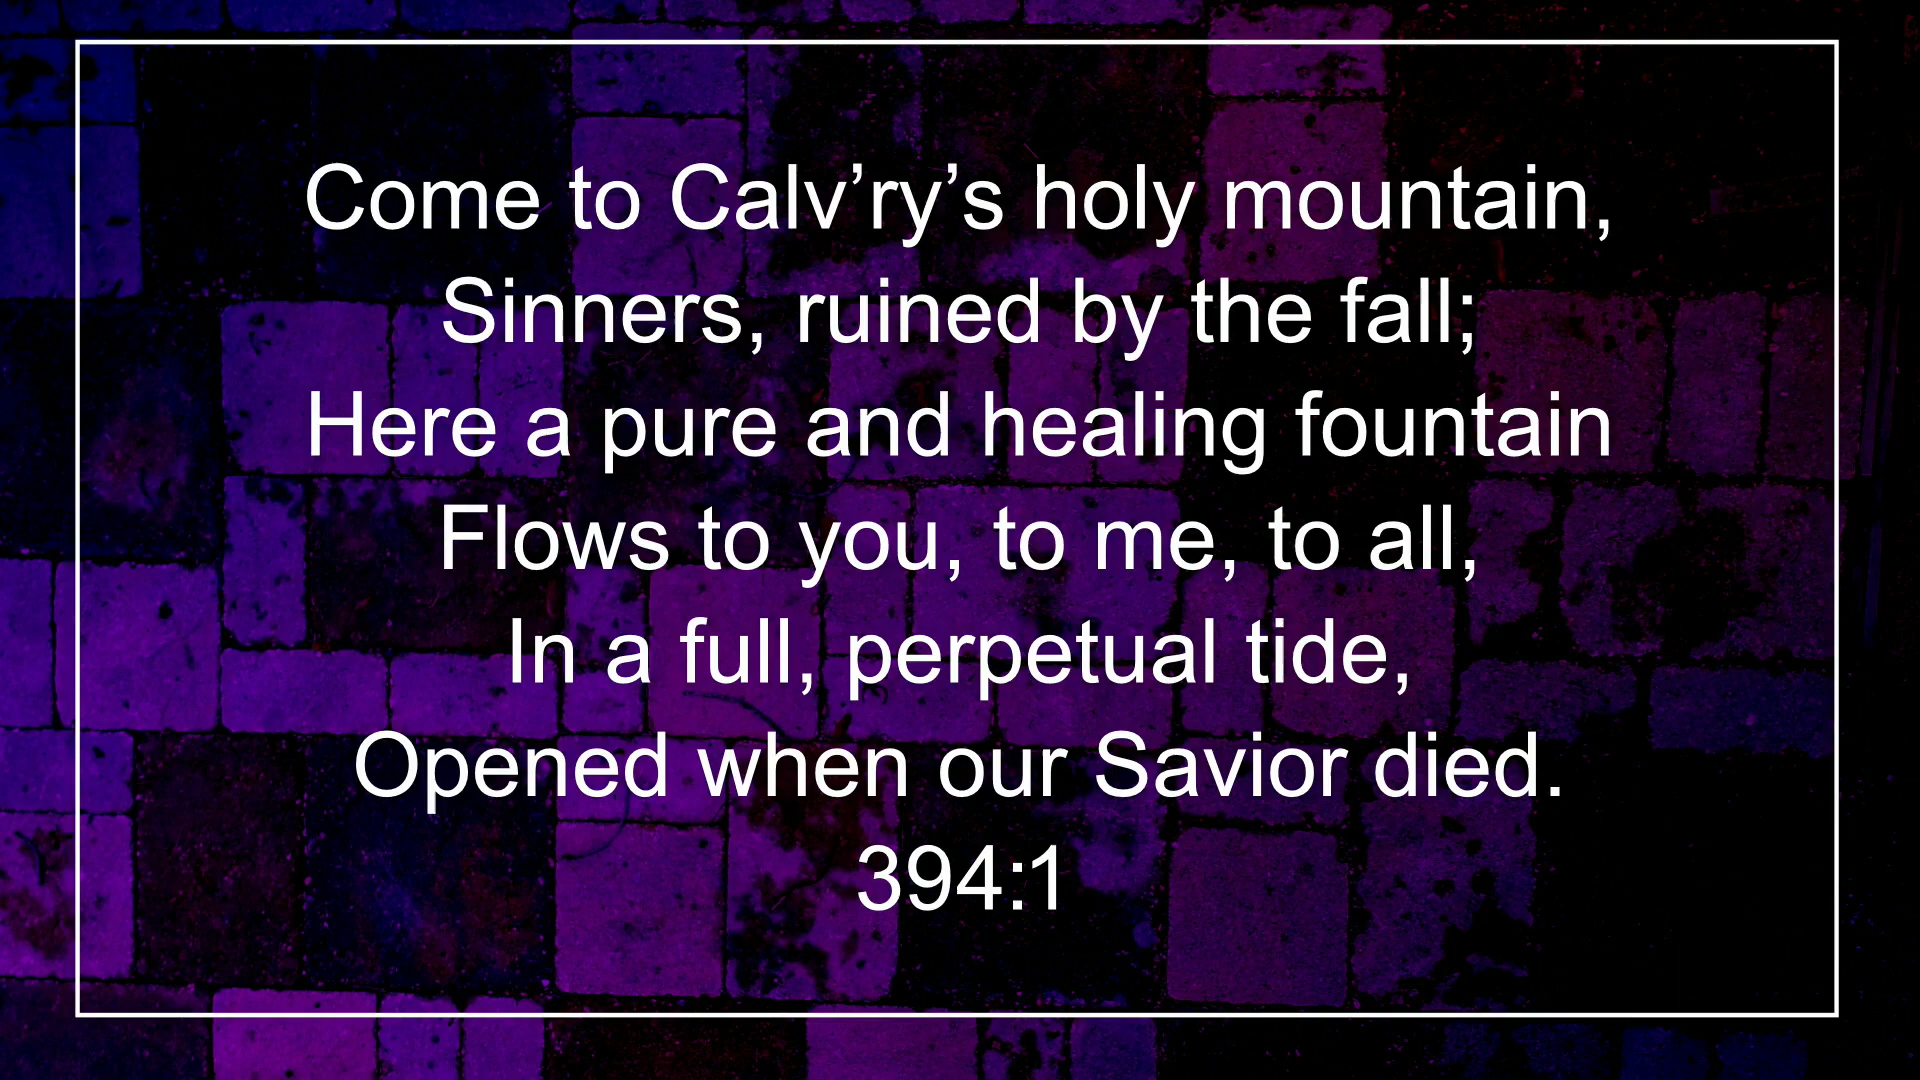 Come to Calv’ry’s holy mountain,
Sinners, ruined by the fall;
Here a pure and healing fountain
Flows to you, to me, to all,
In a full, perpetual tide,
Opened when our Savior died.
394:1